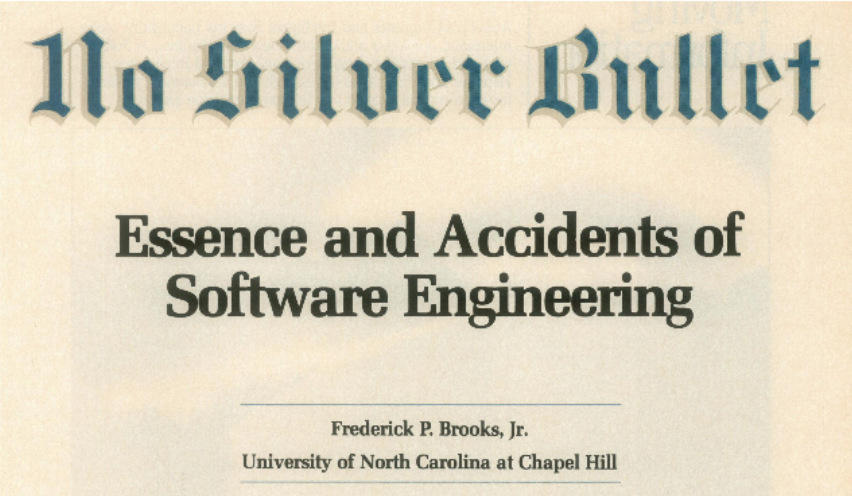 No Silver Bullet
Essence and Accidents of
Software Engineering
Frederick P. Brooks, Jr.
University of North Carolina at Chapel Hill